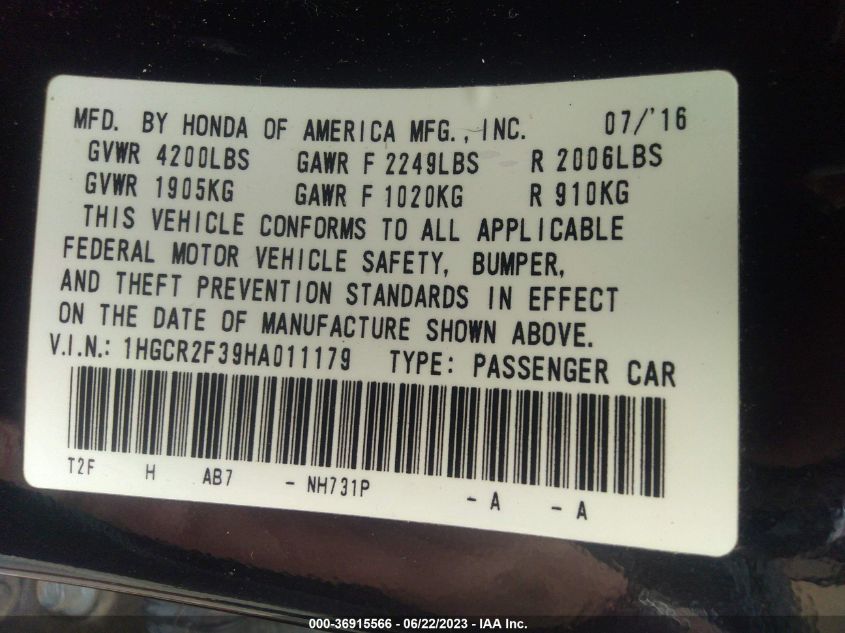 MFD. BY HONDA OF AMERICA MFG., INC. 07/'16
GVWR 4200LBS GAWR F 2249LBS R 2006LBS
GVWR 1905KG GAWR F 1020KG R 910KG
THIS VEHICLE CONFORMS TO ALL APPLICABLE
FEDERAL MOTOR VEHICLE SAFETY, BUMPER,
AND THEFT PREVENTION STANDARDS IN EFFECT
ON THE DATE OF MANUFACTURE SHOWN ABOVE.
V.I.N.: 1HGCR2F39HA011179 TYPE: PASSENGER CAR
T2F H AB7 - NH731P - A - A
000-36915566 - 06/22/2023 - IAA Inc.